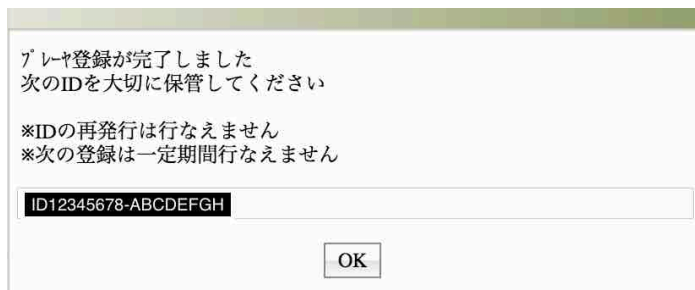 ﾌﾟﾚｰﾔ登録が完了しました
次のIDを大切に保管してください
※IDの再発行は行なえません
※次の登録は一定期間行なえません
ID12345678-ABCDEFGH
OK